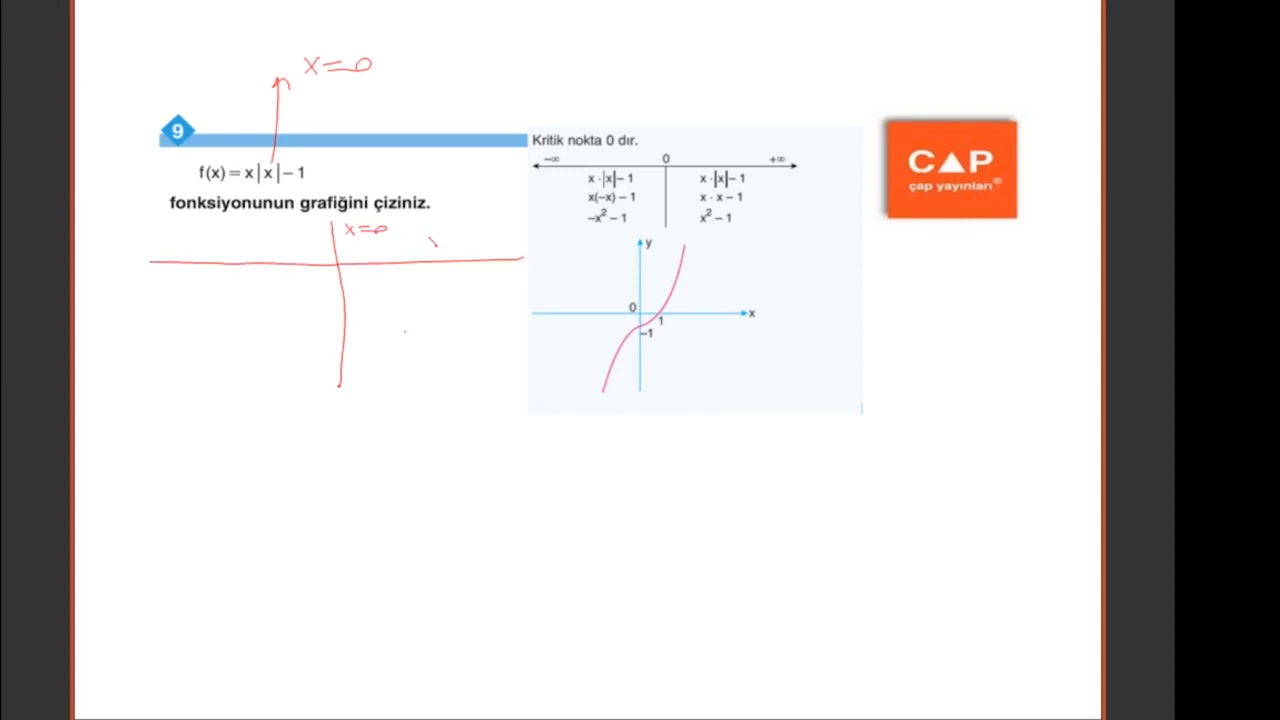 x=0
9
f(x) = x|x| – 1
fonksiyonunun grafiğini çiziniz.
x=0
Kritik nokta 0 dır.
–∞ 0 +∞
x·|x|– 1 x·|x|– 1
x(–x) – 1 x · x – 1
–x² – 1 x² – 1
y
0
x
1
–1
CAP
çap yayınları®